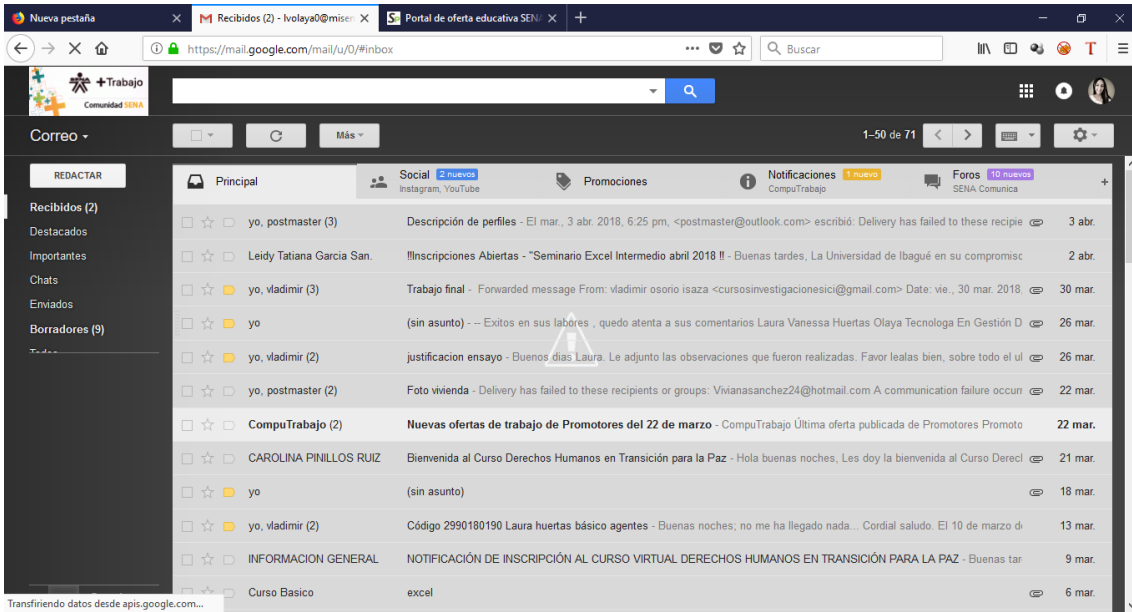 Nueva pestaña
Recibidos (2) - lvolaya0@misen
Portal de oferta educativa SENA
https://mail.google.com/mail/u/0/#inbox
Buscar
+Trabajo
Comunidad SENA
Correo
Más
1–50 de 71
REDACTAR
Principal
Social 2 nuevos
Instagram, YouTube
Promociones
Notificaciones 1 nuevo
CompuTrabajo
Foros 10 nuevos
SENA Comunica
Recibidos (2)
Destacados
Importantes
Chats
Enviados
Borradores (9)
yo, postmaster (3) Descripción de perfiles - El mar., 3 abr. 2018, 6:25 pm, <postmaster@outlook.com> escribió: Delivery has failed to these recipie 3 abr.
Leidy Tatiana Garcia San. !!Inscripciones Abiertas - "Seminario Excel Intermedio abril 2018 !! - Buenas tardes, La Universidad de Ibagué en su compromisc 2 abr.
yo, vladimir (3) Trabajo final - Forwarded message From: vladimir osorio isaza <cursosinvestigacionesici@gmail.com> Date: vie., 30 mar. 2018, 30 mar.
yo (sin asunto) - – Exitos en sus labores , quedo atenta a sus comentarios Laura Vanessa Huertas Olaya Tecnologa En Gestión D 26 mar.
yo, vladimir (2) justificacion ensayo - Buenos dias Laura. Le adjunto las observaciones que fueron realizadas. Favor lealas bien, sobre todo el ul 26 mar.
yo, postmaster (2) Foto vivienda - Delivery has failed to these recipients or groups: Vivianasanchez24@hotmail.com A communication failure occurr 22 mar.
CompuTrabajo (2) Nuevas ofertas de trabajo de Promotores del 22 de marzo - CompuTrabajo Última oferta publicada de Promotores Promoto 22 mar.
CAROLINA PINILLOS RUIZ Bienvenida al Curso Derechos Humanos en Transición para la Paz - Hola buenas noches, Les doy la bienvenida al Curso Derecl 21 mar.
yo (sin asunto) 18 mar.
yo, vladimir (2) Código 2990180190 Laura huertas básico agentes - Buenas noches; no me ha llegado nada... Cordial saludo. El 10 de marzo de 13 mar.
INFORMACION GENERAL NOTIFICACIÓN DE INSCRIPCIÓN AL CURSO VIRTUAL DERECHOS HUMANOS EN TRANSICIÓN PARA LA PAZ - Buenas tar 9 mar.
Curso Basico excel 6 mar.
Transfiriendo datos desde apis.google.com...